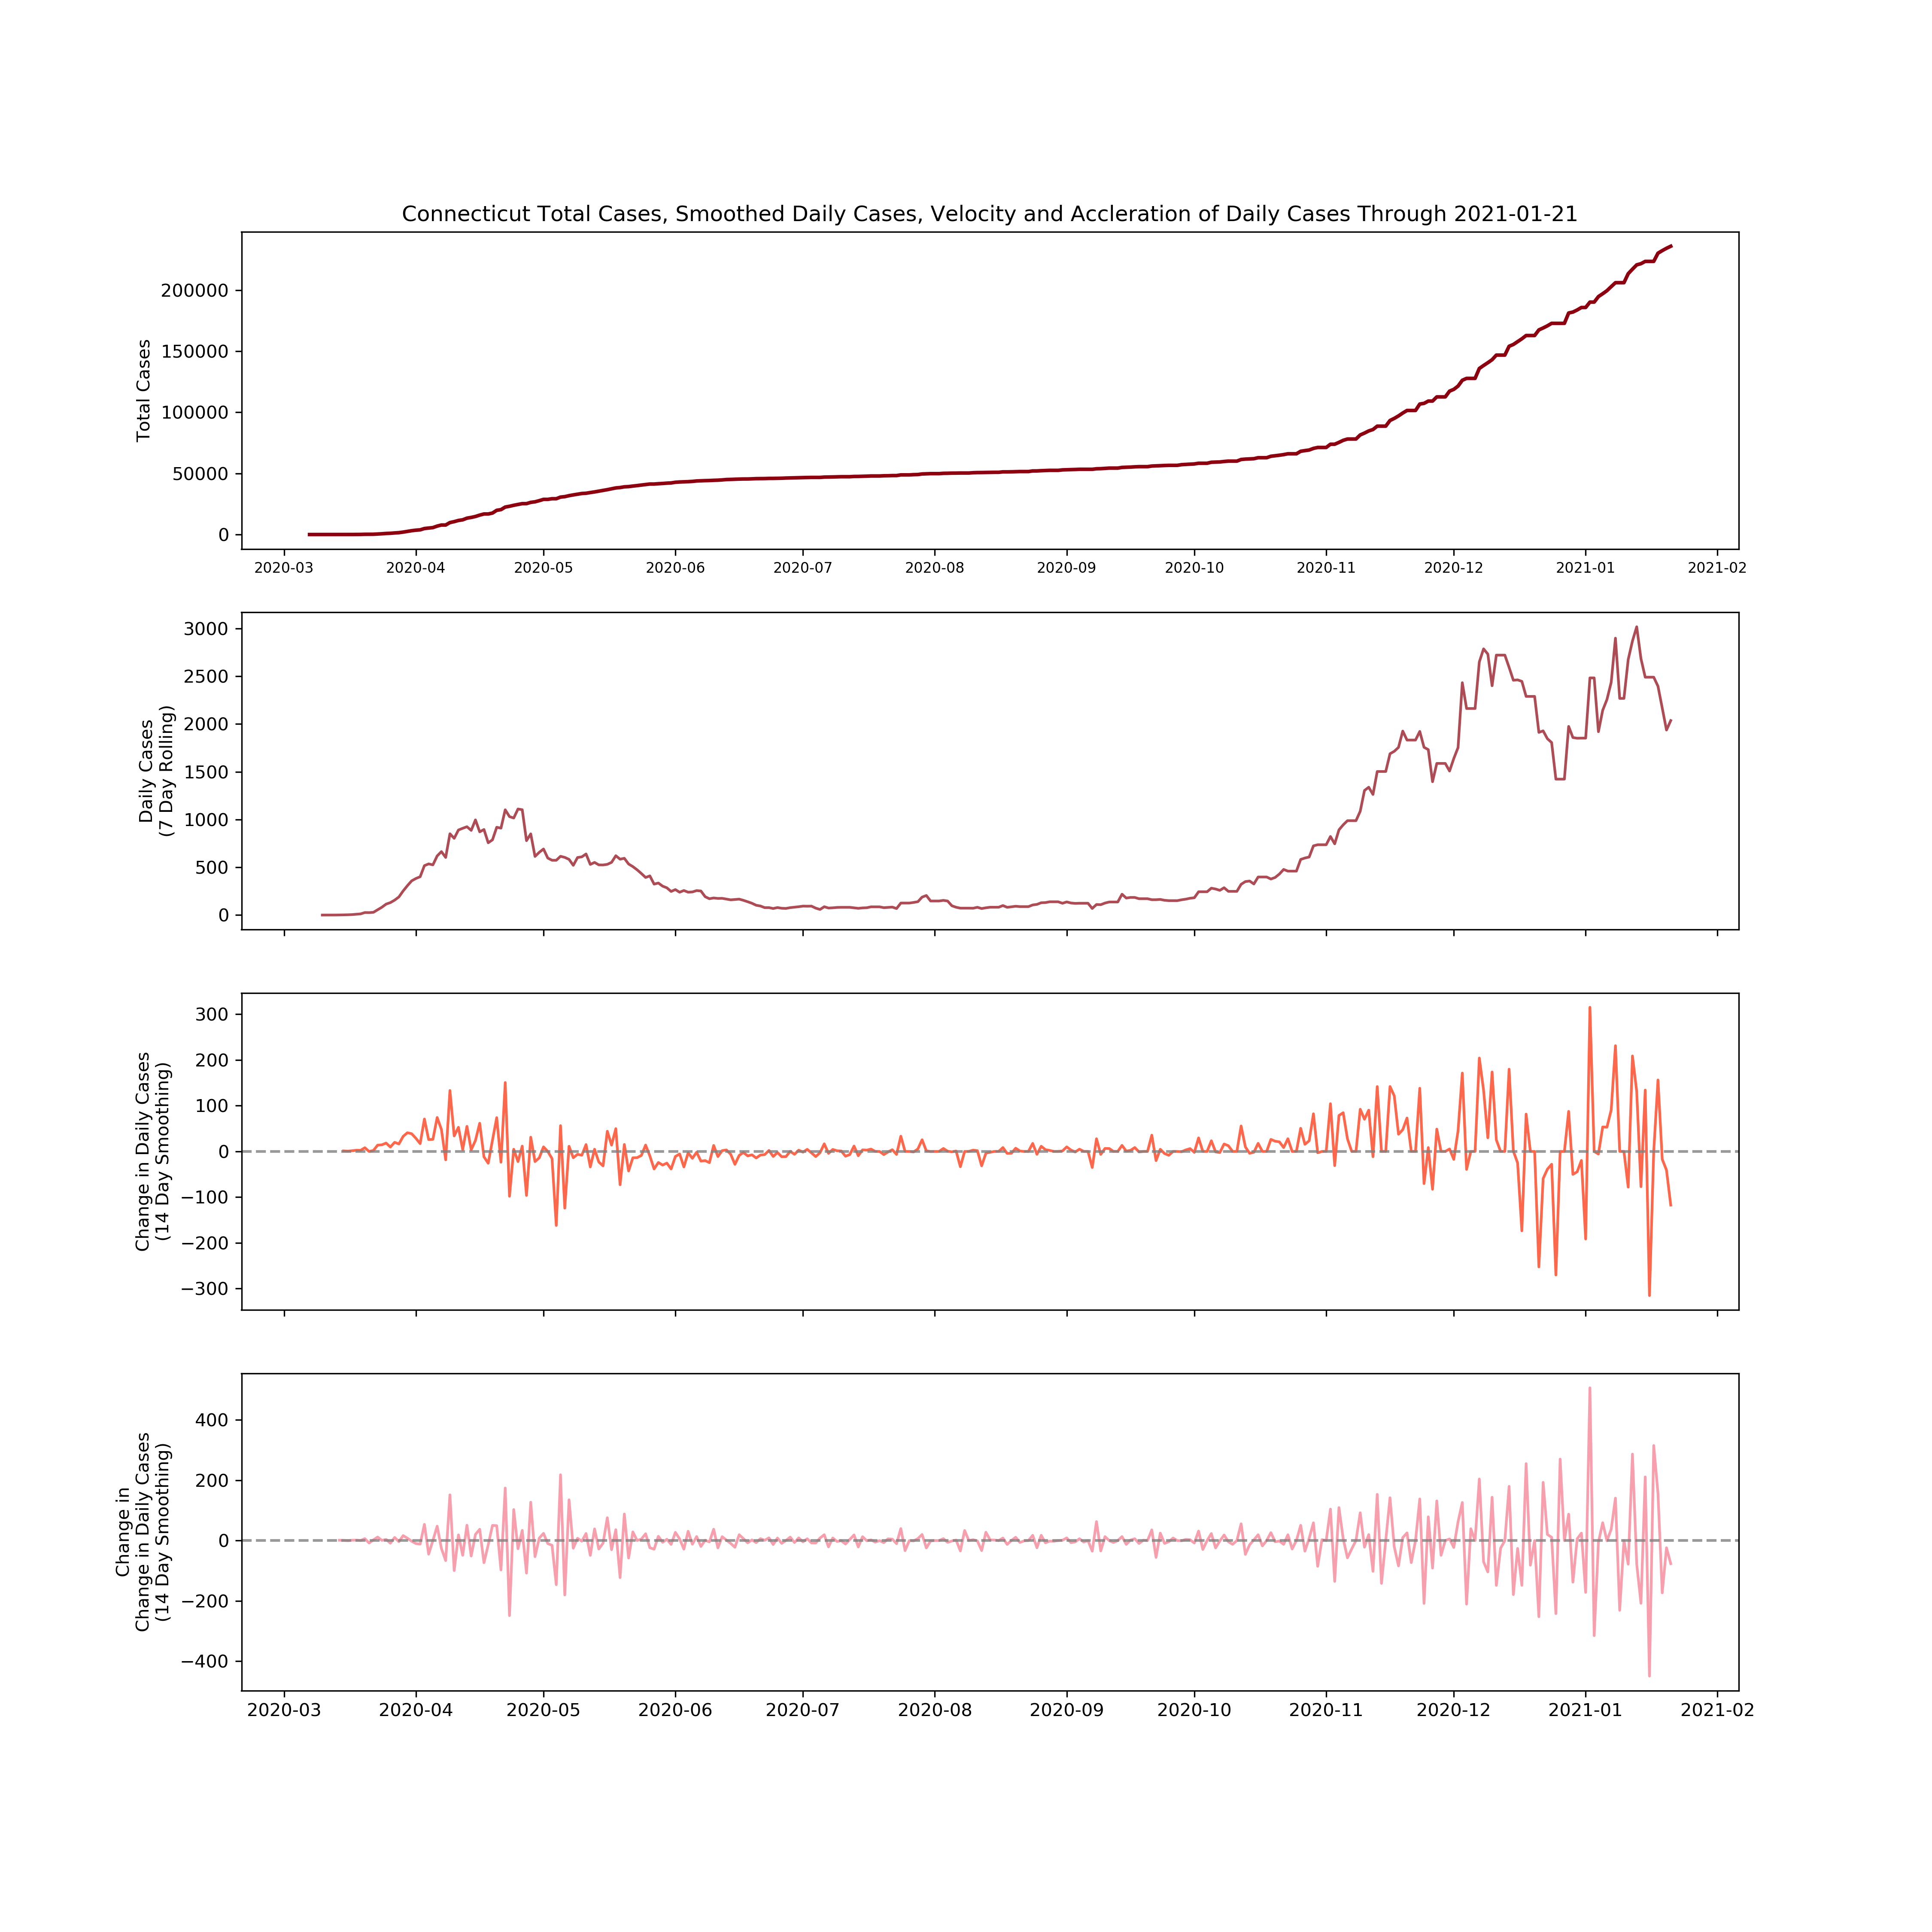 Connecticut Total Cases, Smoothed Daily Cases, Velocity and Accleration of Daily Cases Through 2021-01-21
Total Cases
200000
150000
100000
50000
0
2020-03 2020-04 2020-05 2020-06 2020-07 2020-08 2020-09 2020-10 2020-11 2020-12 2021-01 2021-02
Daily Cases
(7 Day Rolling)
3000
2500
2000
1500
1000
500
0
Change in Daily Cases
(14 Day Smoothing)
300
200
100
0
−100
−200
−300
Change in
Change in Daily Cases
(14 Day Smoothing)
400
200
0
−200
−400
2020-03 2020-04 2020-05 2020-06 2020-07 2020-08 2020-09 2020-10 2020-11 2020-12 2021-01 2021-02